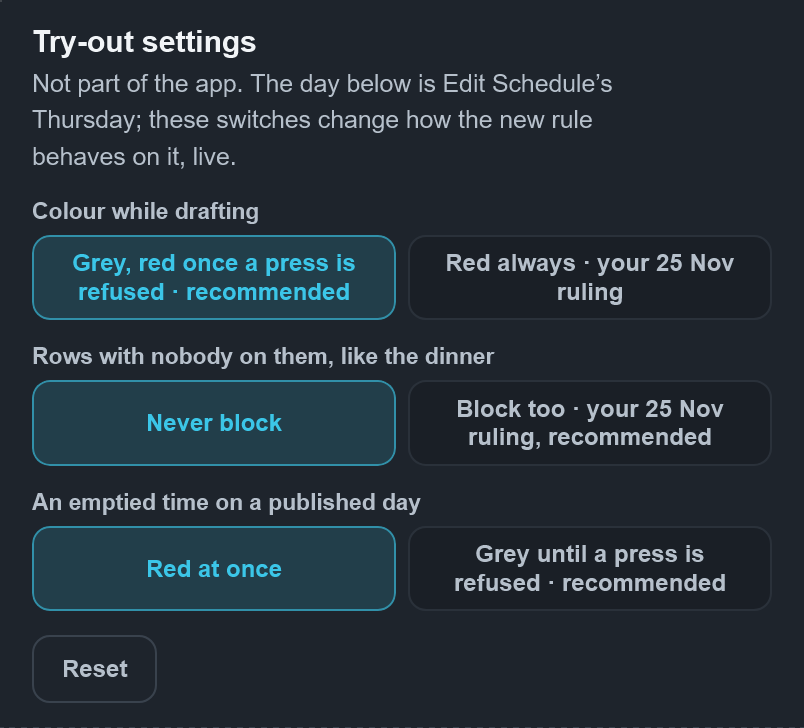 Try-out settings
Not part of the app. The day below is Edit Schedule’s
Thursday; these switches change how the new rule
behaves on it, live.
Colour while drafting
Grey, red once a press is
refused · recommended
Red always · your 25 Nov
ruling
Rows with nobody on them, like the dinner
Never block
Block too · your 25 Nov
ruling, recommended
An emptied time on a published day
Red at once
Grey until a press is
refused · recommended
Reset